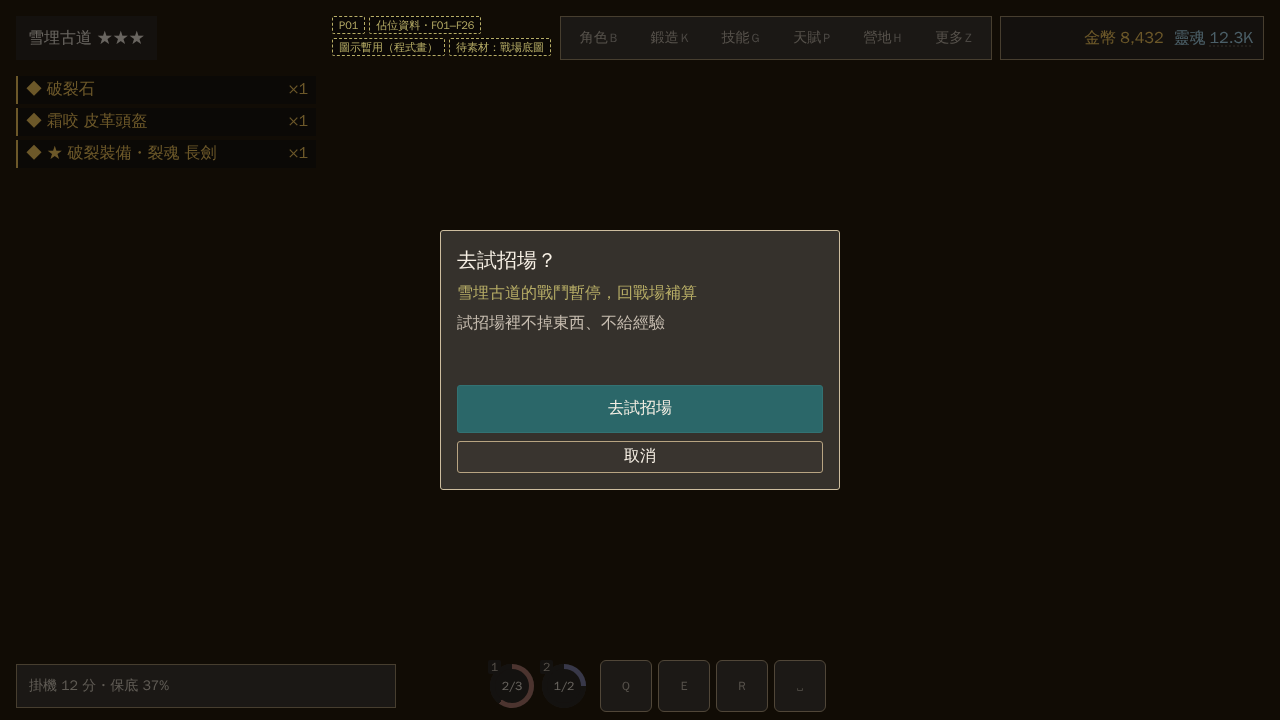 雪埋古道 ★★★
P01 佔位資料・F01–F26
圖示暫用（程式畫） 待素材：戰場底圖
角色B 鍛造K 技能G 天賦P 營地H 更多Z
金幣 8,432 靈魂 12.3K
◆ 破裂石 ×1
◆ 霜咬 皮革頭盔 ×1
◆ ★ 破裂裝備・裂魂 長劍 ×1
去試招場？
雪埋古道的戰鬥暫停，回戰場補算
試招場裡不掉東西、不給經驗
去試招場
取消
掛機 12 分・保底 37%
1 2/3 2 1/2 Q E R ␣